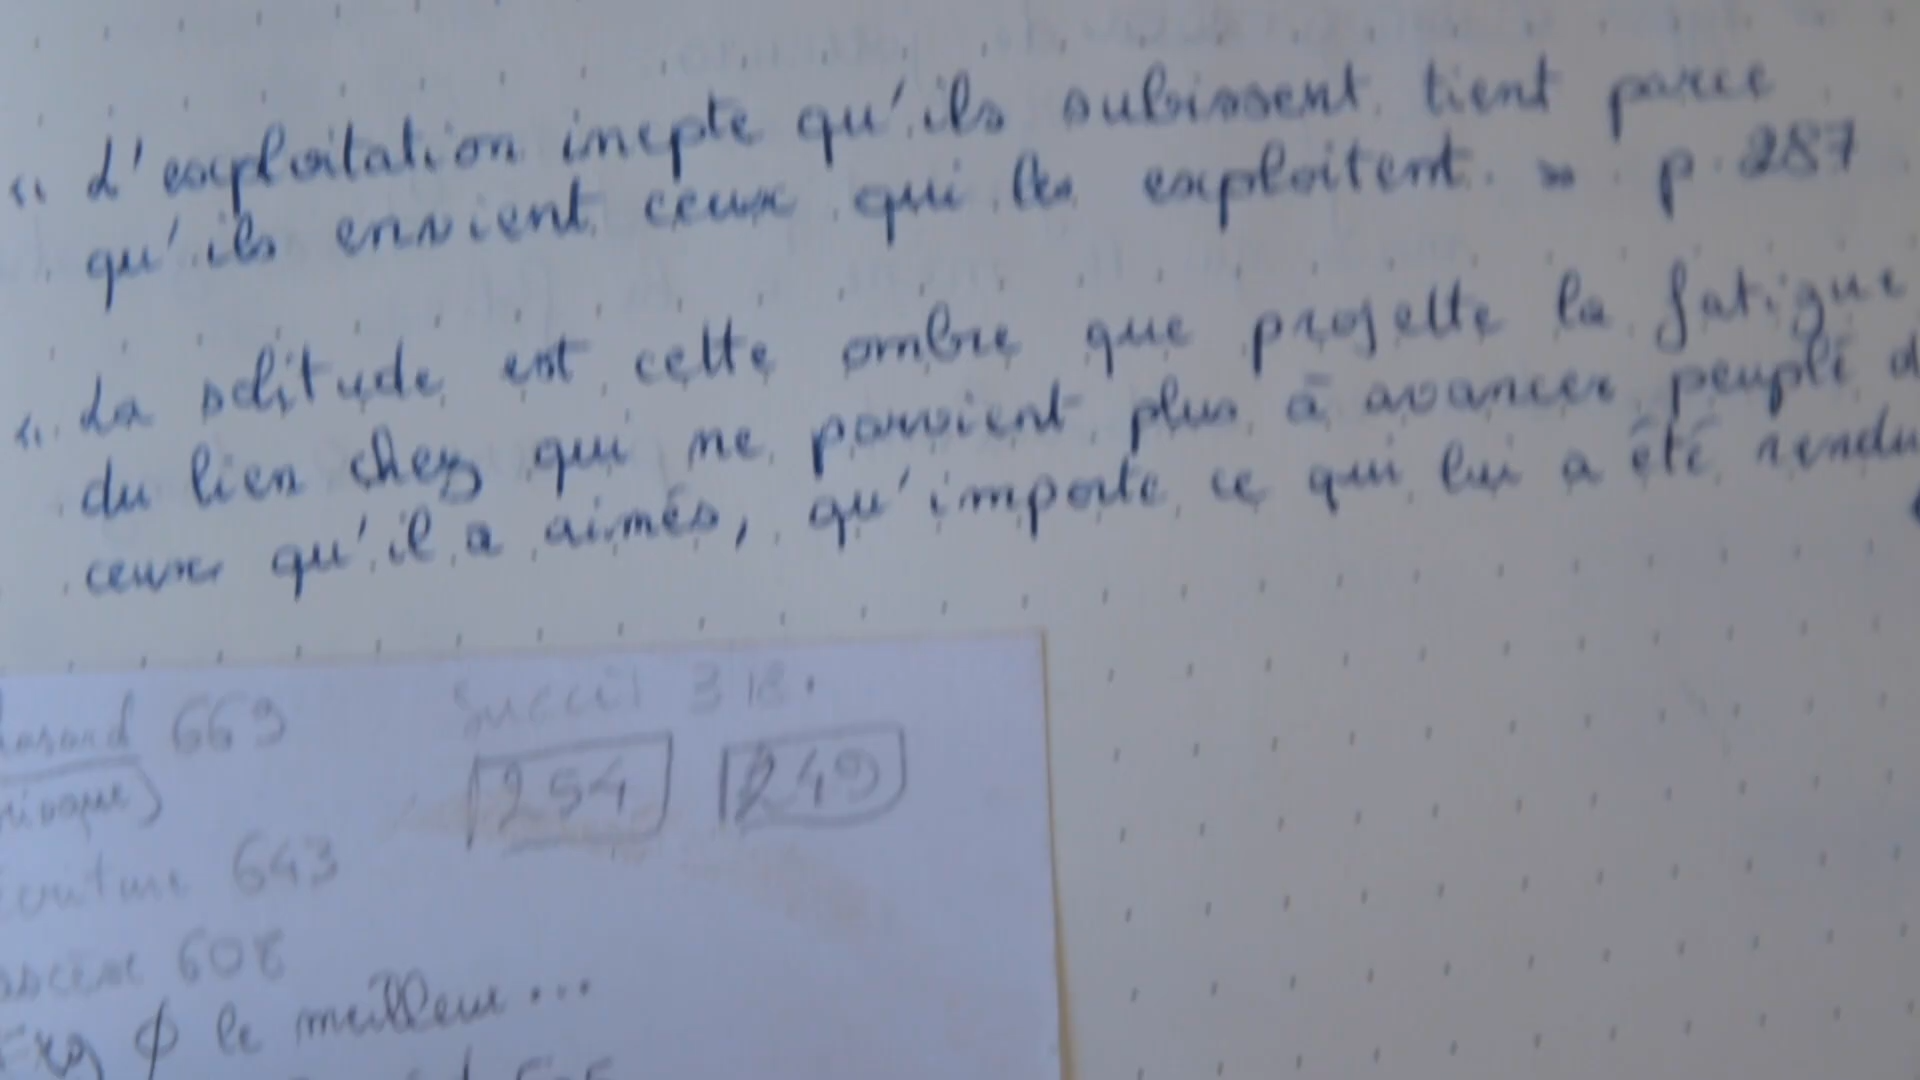 « L'exploitation inepte qu'ils subissent tient parce
qu'ils envient ceux qui les exploitent. » p. 287
« La solitude est cette ombre que projette la fatigue
du lien chez qui ne parvient plus à avancer peuplé d
ceux qu'il a aimés, qu'importe ce qui lui a été rendu
hasard 669 Succès 318.
254 249
643
608
φ le meilleur...